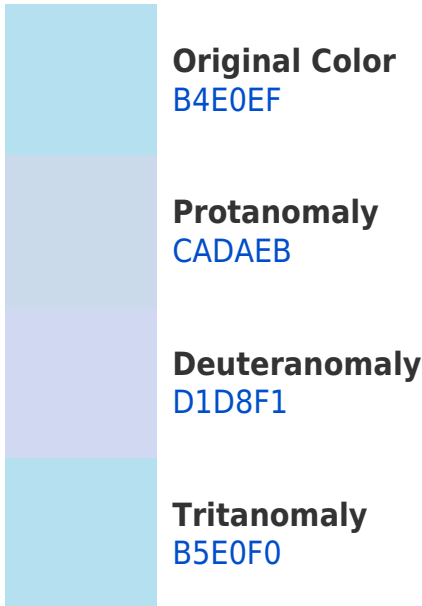 Original Color
B4E0EF
Protanomaly
CADAEB
Deuteranomaly
D1D8F1
Tritanomaly
B5E0F0